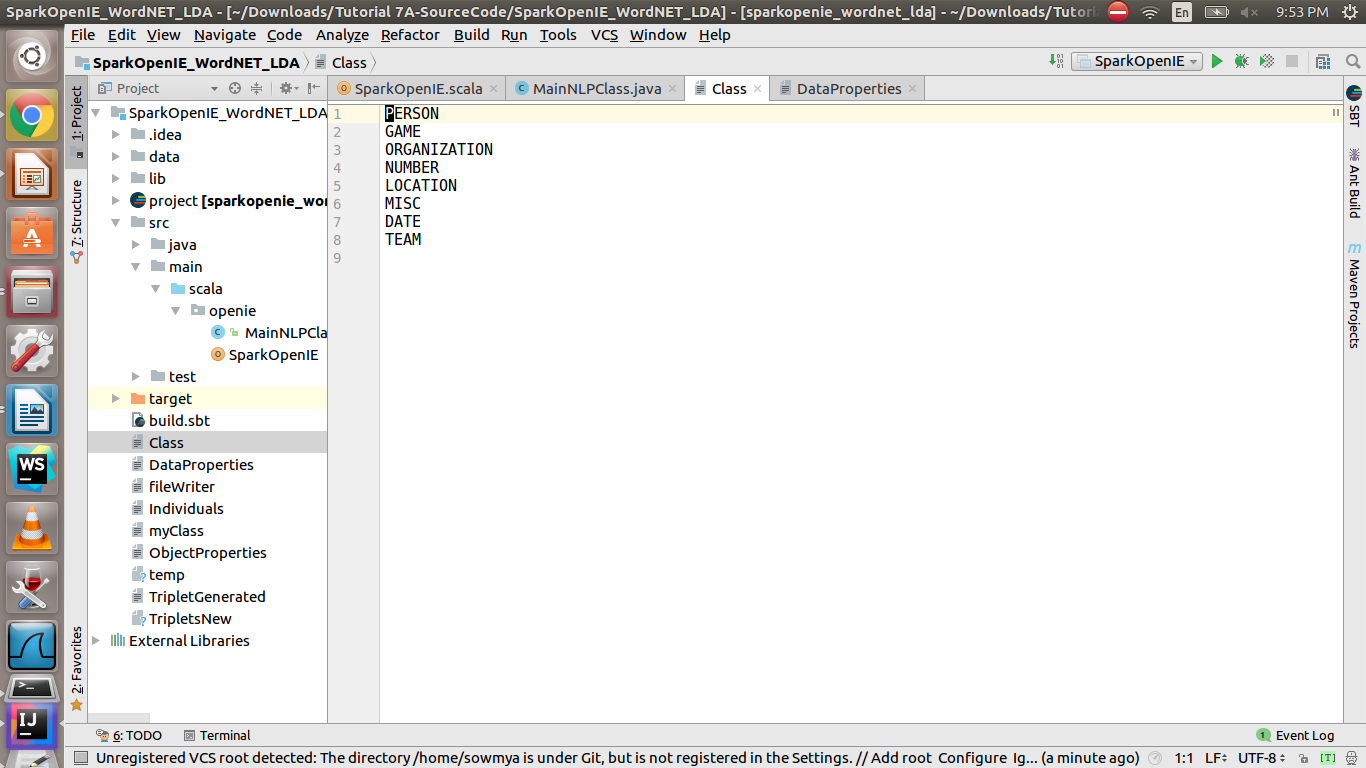 SparkOpenIE_WordNET_LDA - [~/Downloads/Tutorial 7A-SourceCode/SparkOpenIE_WordNET_LDA] - [sparkopenie_wordnet_lda] - ~/Downloads/Tutoria
En
9:53 PM
File Edit View Navigate Code Analyze Refactor Build Run Tools VCS Window Help
SparkOpenIE_WordNET_LDA Class
SparkOpenIE
Project
SparkOpenIE.scala
MainNLPClass.java
Class
DataProperties
1: Project
7: Structure
2: Favorites
SparkOpenIE_WordNET_LDA
.idea
data
lib
project [sparkopenie_wor
src
java
main
scala
openie
MainNLPCla
SparkOpenIE
test
target
build.sbt
Class
DataProperties
fileWriter
Individuals
myClass
ObjectProperties
temp
TripletGenerated
TripletsNew
External Libraries
1 PERSON
2 GAME
3 ORGANIZATION
4 NUMBER
5 LOCATION
6 MISC
7 DATE
8 TEAM
9
SBT
Ant Build
m
Maven Projects
WS
IJ
6: TODO
Terminal
1 Event Log
Unregistered VCS root detected: The directory /home/sowmya is under Git, but is not registered in the Settings. // Add root Configure Ig... (a minute ago)
1:1 LF UTF-8 [T]